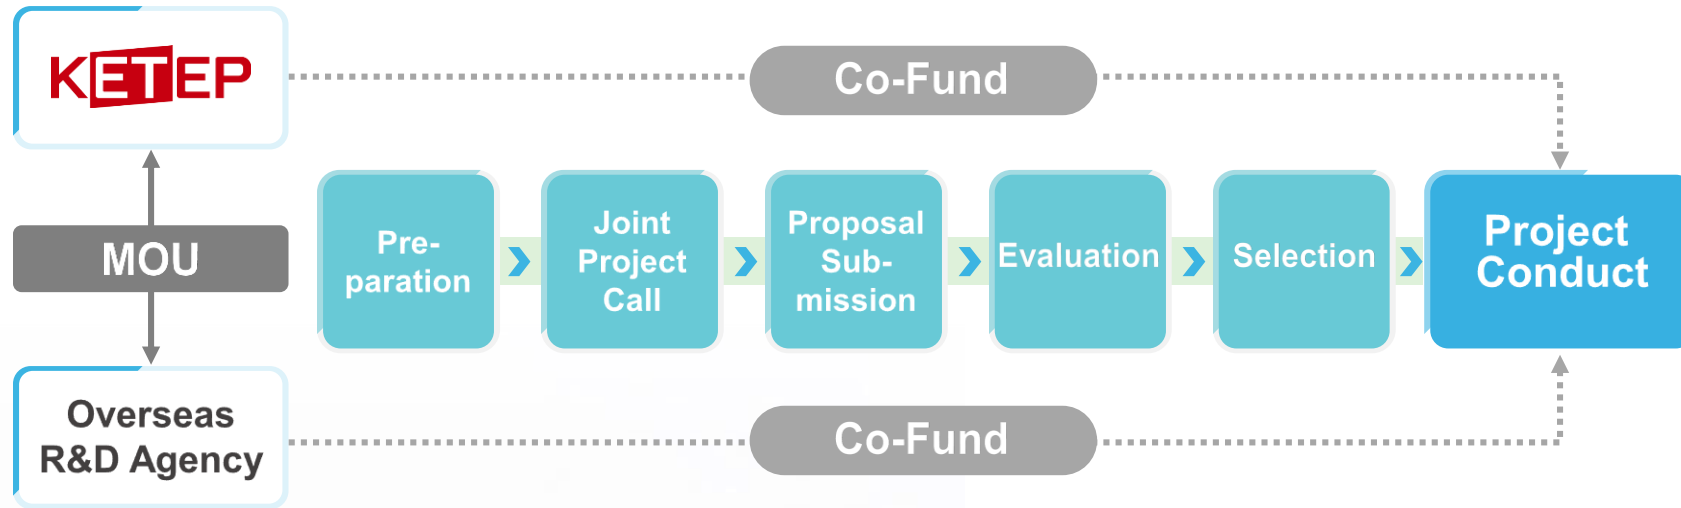 KETEP
Co-Fund
MOU
Pre-
paration
Joint
Project
Call
Proposal
Sub-
mission
Evaluation
Selection
Project
Conduct
Overseas
R&D Agency
Co-Fund